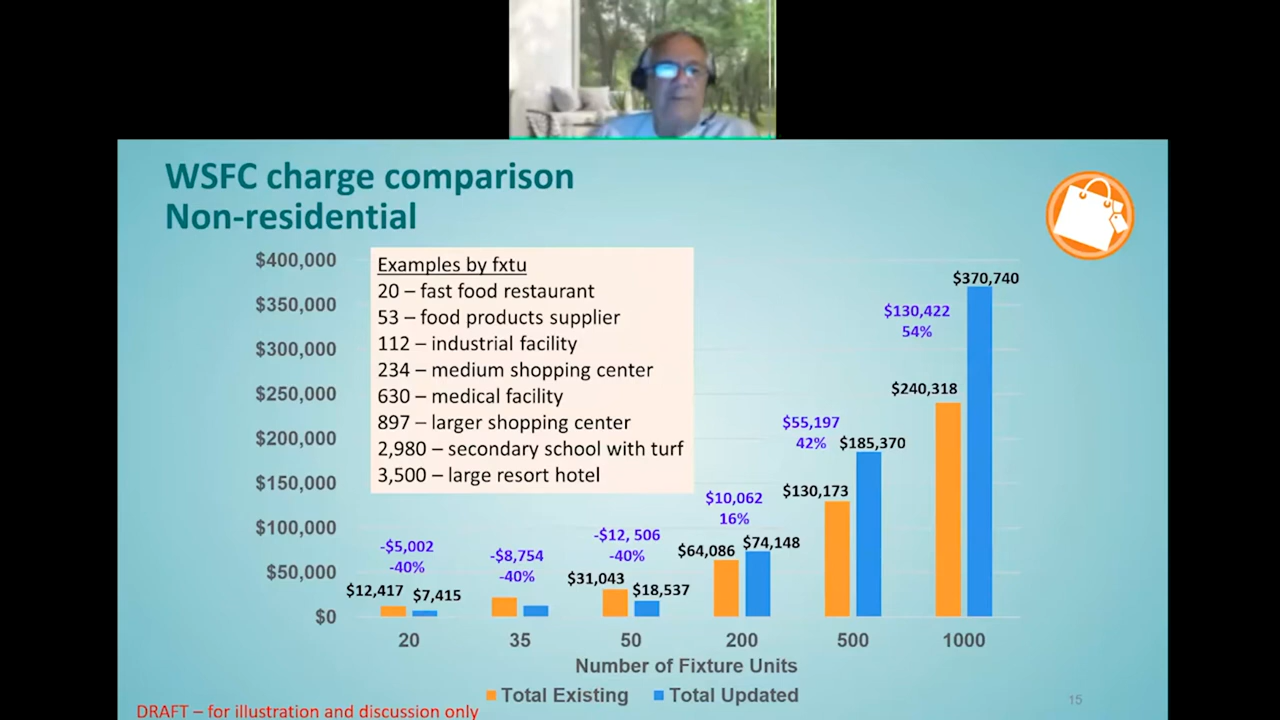 WSFC charge comparison
Non-residential
$400,000
$350,000
$300,000
$250,000
$200,000
$150,000
$100,000
$50,000
$0
Examples by fxtu
20 – fast food restaurant
53 – food products supplier
112 – industrial facility
234 – medium shopping center
630 – medical facility
897 – larger shopping center
2,980 – secondary school with turf
3,500 – large resort hotel
-$5,002
-40%
$12,417 $7,415
-$8,754
-40%
-$12, 506
-40%
$31,043 $18,537
$10,062
16%
$64,086 $74,148
$55,197
42%
$130,173 $185,370
$130,422
54%
$240,318 $370,740
20 35 50 200 500 1000
Number of Fixture Units
Total Existing Total Updated
DRAFT – for illustration and discussion only
15